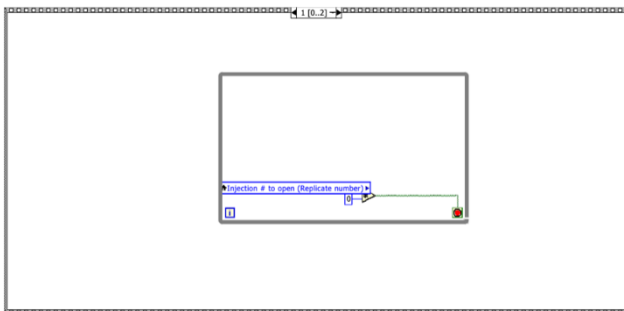 1 [0..2]
Injection # to open (Replicate number)
0
i